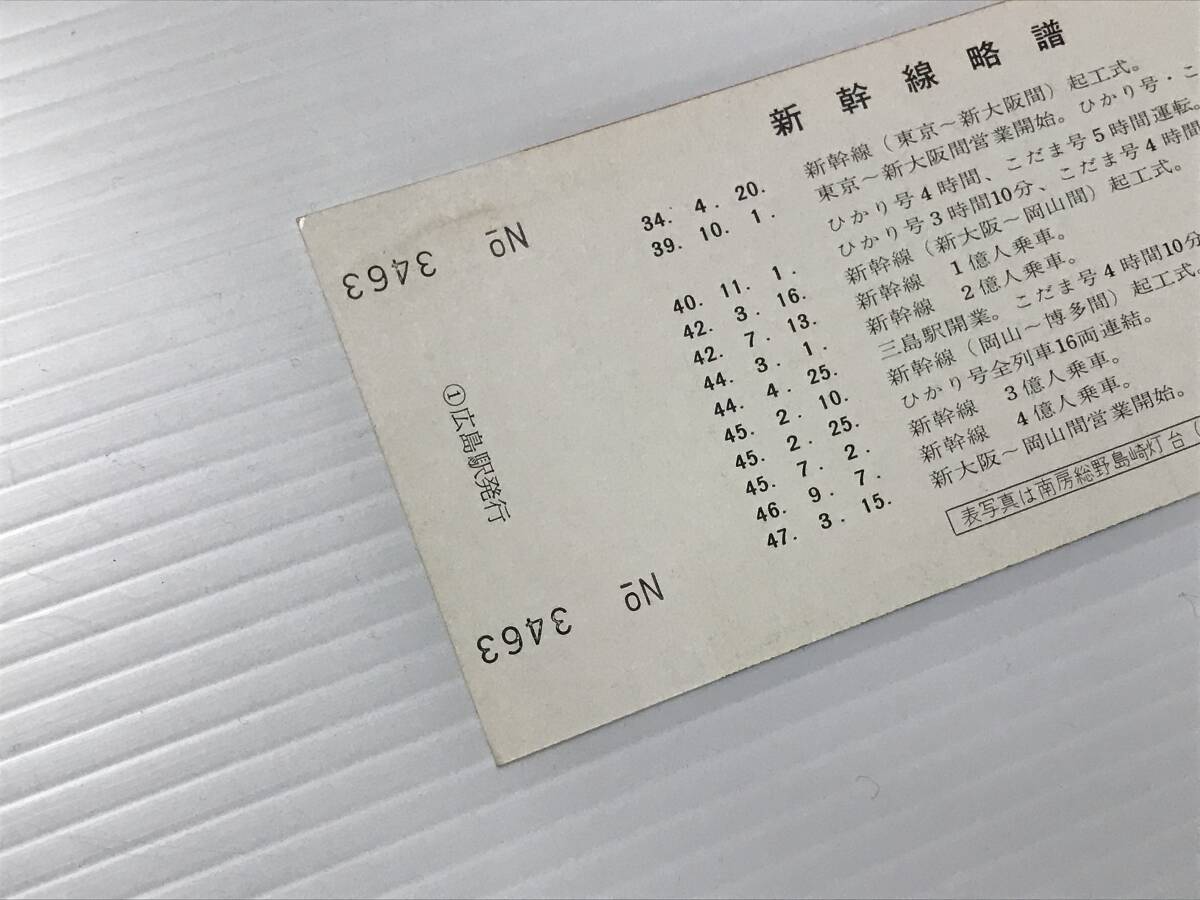 新幹線略譜
34. 4. 20. 新幹線（東京～新大阪間）起工式。
39. 10. 1. 東京～新大阪間営業開始。ひかり号・こ
ひかり号4時間、こだま号5時間運転。
40. 11. 1. ひかり号3時間10分、こだま号4時間
42. 3. 16. 新幹線（新大阪～岡山間）起工式。
42. 7. 13. 新幹線 1億人乗車。
44. 3. 1. 新幹線 2億人乗車。
44. 4. 25. 三島駅開業。こだま号4時間10分
45. 2. 10. 新幹線（岡山～博多間）起工式。
45. 2. 25. ひかり号全列車16両連結。
45. 7. 2. 新幹線 3億人乗車。
46. 9. 7. 新幹線 4億人乗車。
47. 3. 15. 新大阪～岡山間営業開始。
表写真は南房総野島崎灯台（
①広島駅発行
No 3463
No 3463